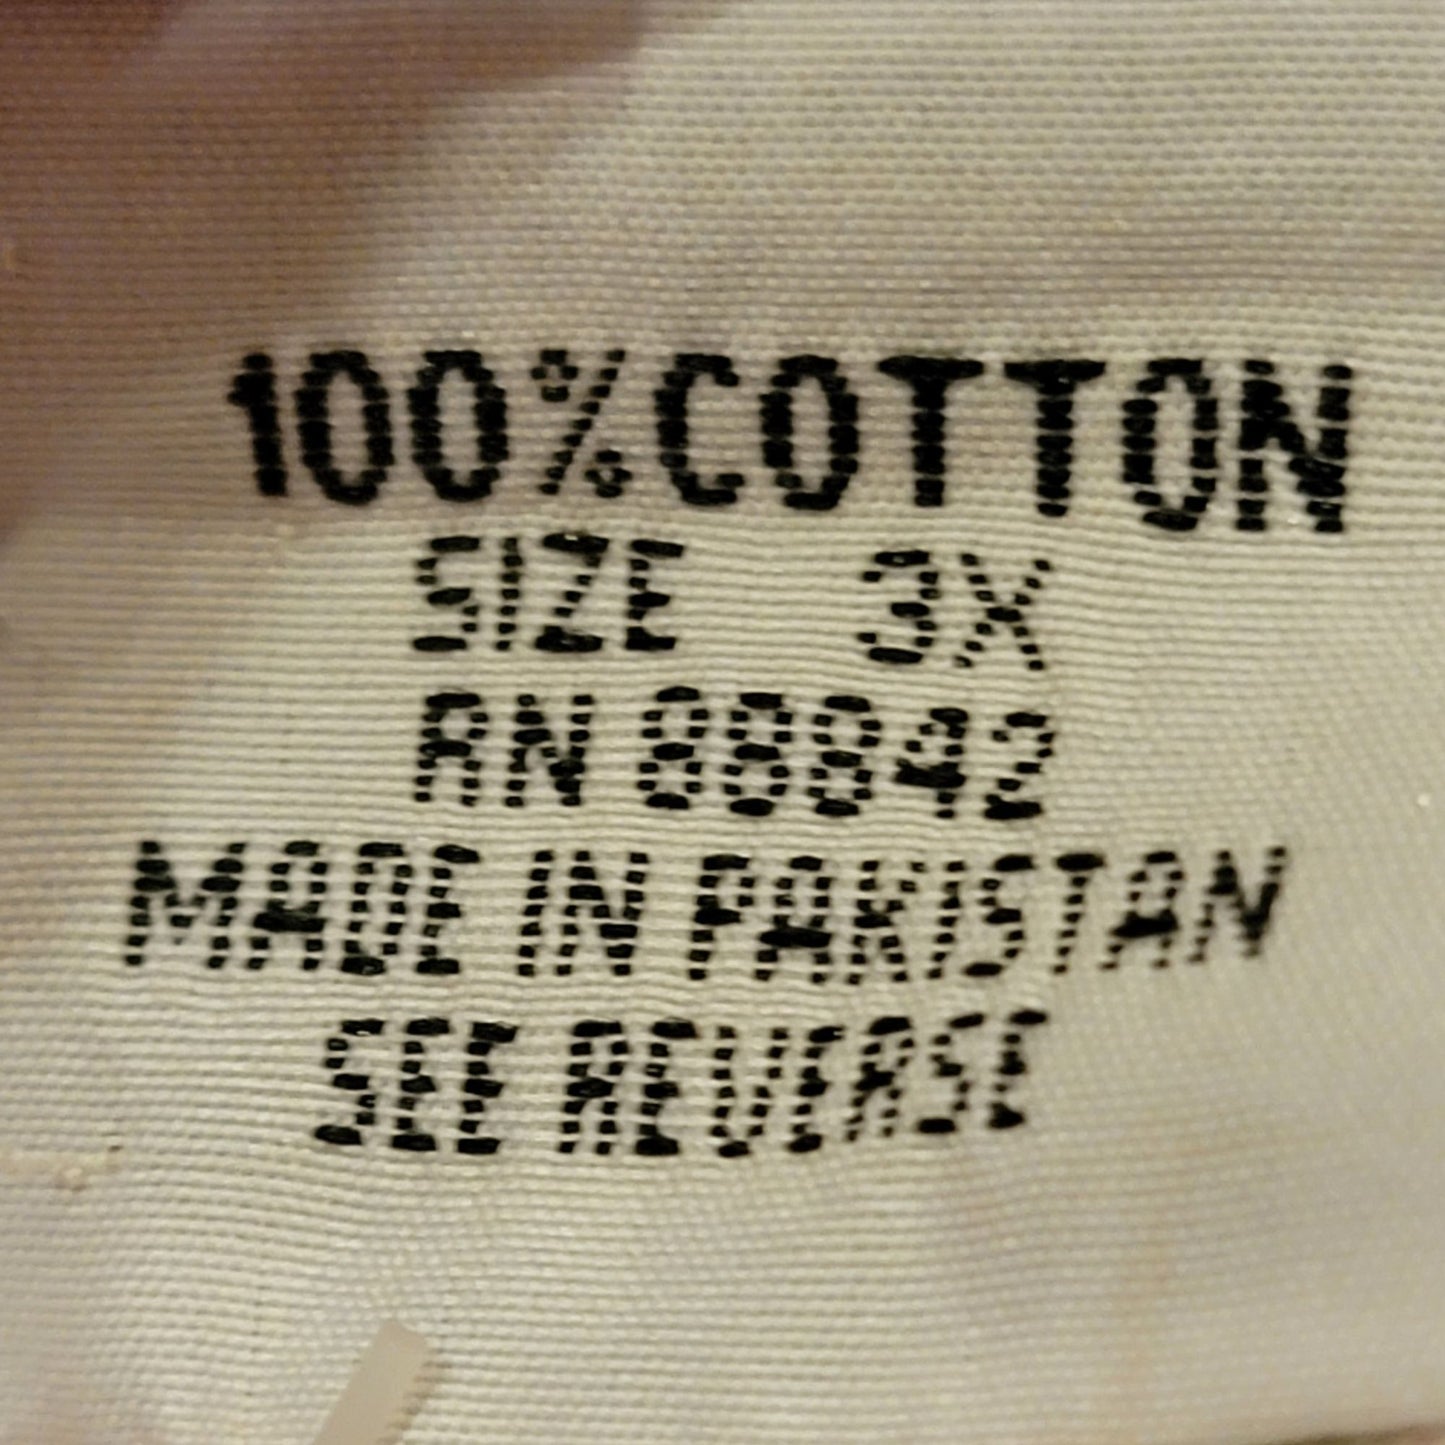 100%COTTON
SIZE 3X
RN 88842
MADE IN PAKISTAN
SEE REVERSE